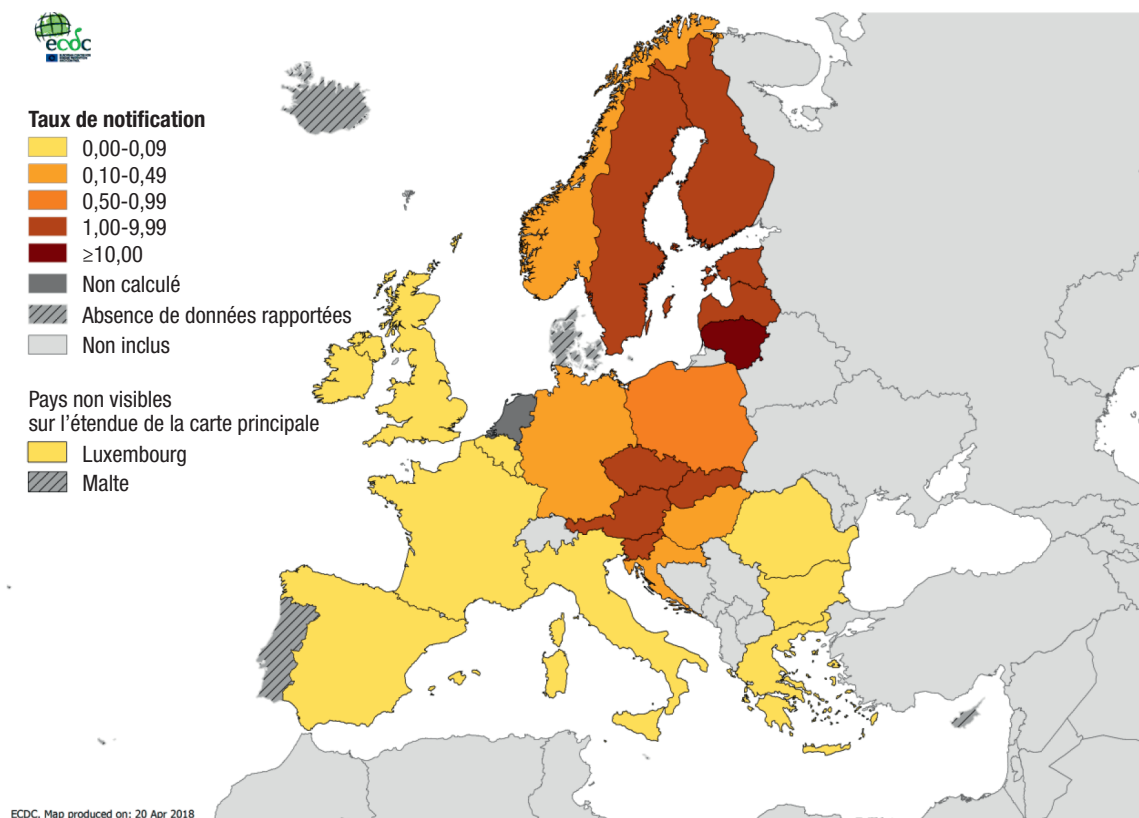 ecdc
Taux de notification
0,00-0,09
0,10-0,49
0,50-0,99
1,00-9,99
≥10,00
Non calculé
Absence de données rapportées
Non inclus
Pays non visibles
sur l’étendue de la carte principale
Luxembourg
Malte
ECDC. Map produced on: 20 Apr 2018